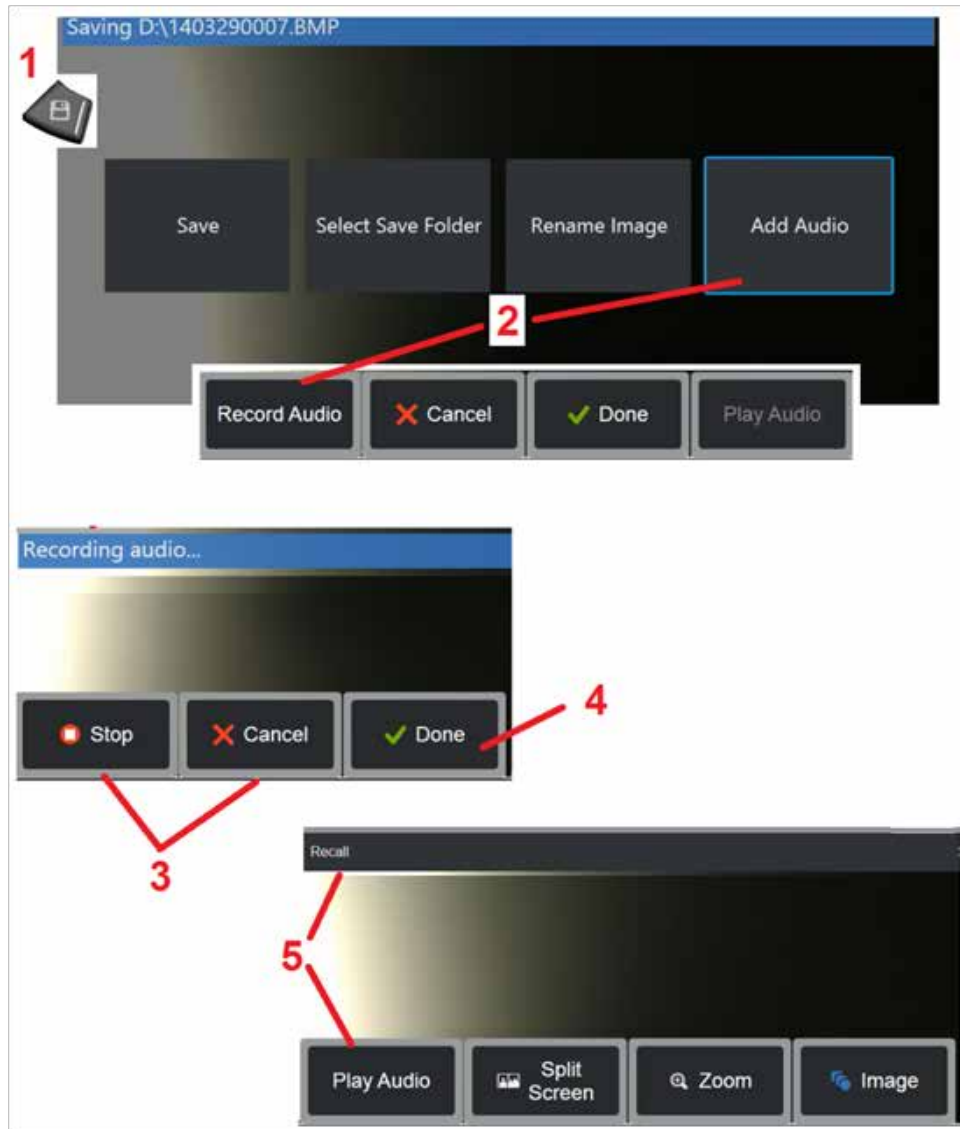 Saving D:\1403290007.BMP
1
Save
Select Save Folder
Rename Image
Add Audio
2
Record Audio
Cancel
Done
Play Audio
Recording audio...
Stop
Cancel
Done
4
3
Recall
5
Play Audio
Split
Screen
Zoom
Image